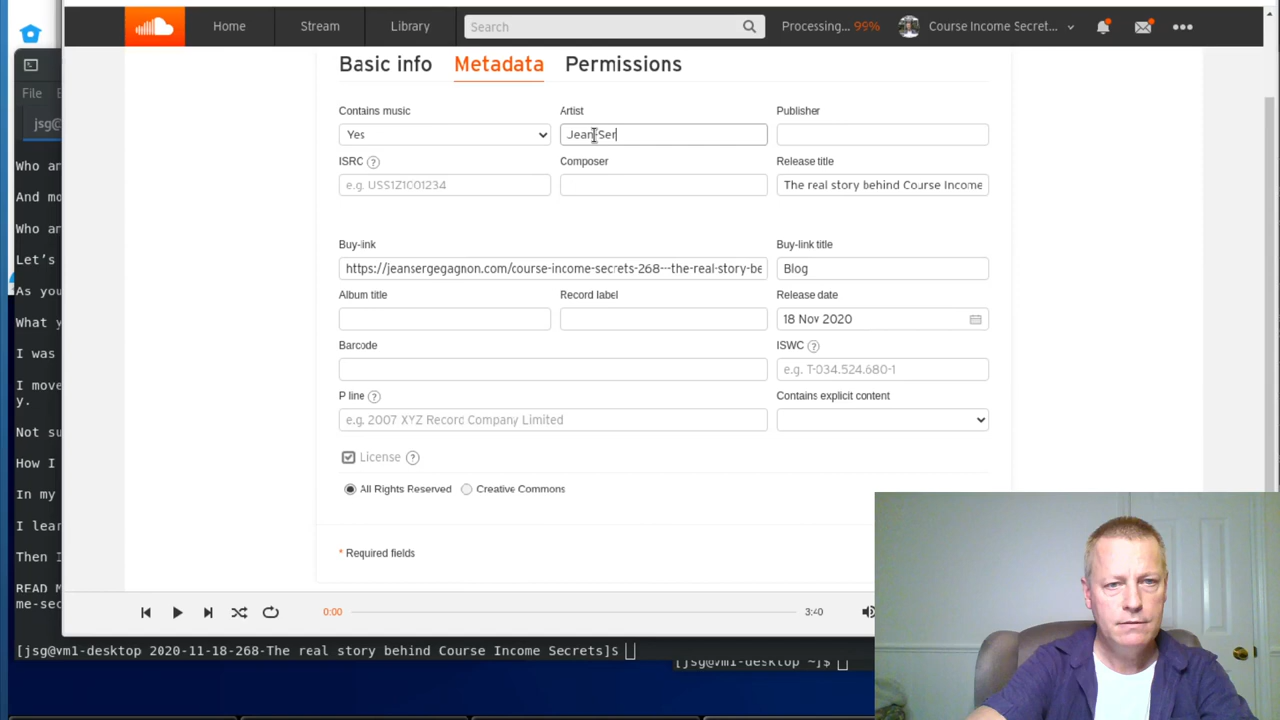 Home Stream Library Search Processing... 99% Course Income Secret...
File
jsg@
Basic info Metadata Permissions
Contains music Artist Publisher
Yes Jean-Ser
ISRC ? Composer Release title
e.g. USS1Z1001234 The real story behind Course Income
Buy-link Buy-link title
https://jeansergegagnon.com/course-income-secrets-268---the-real-story-be Blog
Album title Record label Release date
18 Nov 2020
Barcode ISWC ?
e.g. T-034.524.680-1
P line ? Contains explicit content
e.g. 2007 XYZ Record Company Limited
License ?
All Rights Reserved Creative Commons
* Required fields
0:00 3:40
Who an
And mo
Who an
Let's
As you
What y
I was
I move
y.
Not su
How I
In my
I lear
Then I
READ M
me-sec
[jsg@vm1-desktop 2020-11-18-268-The real story behind Course Income Secrets]$
[jsg@vm1-desktop ~]$